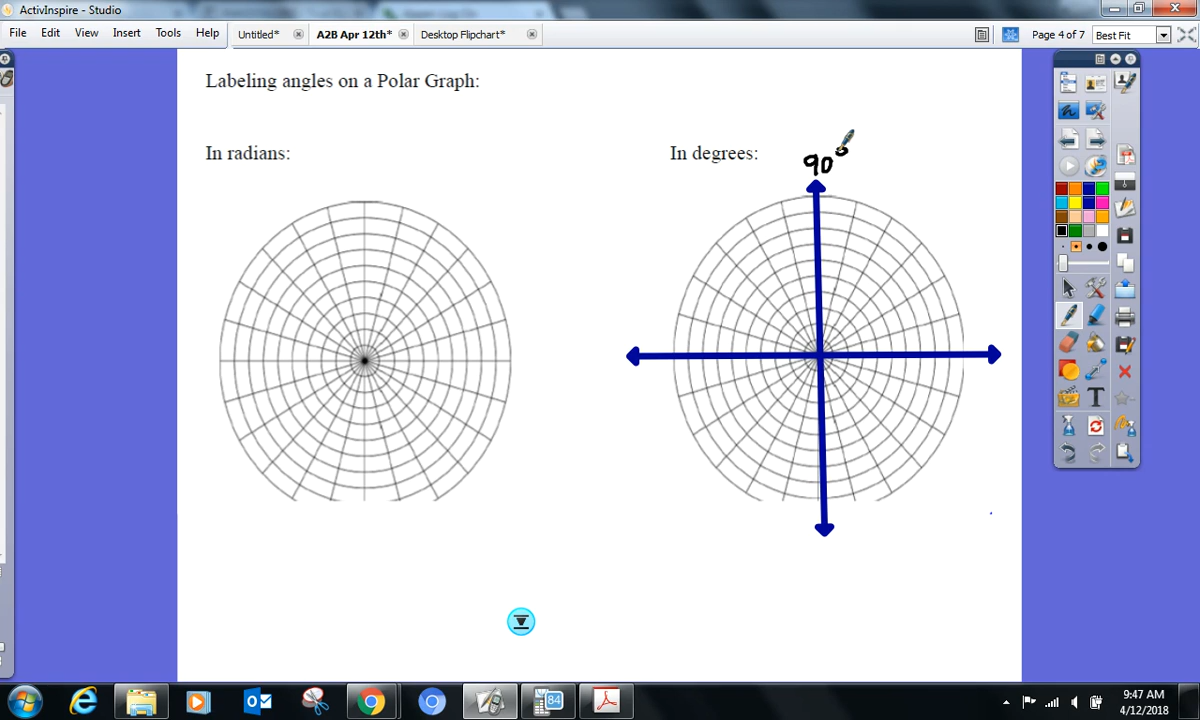 ActivInspire - Studio
File Edit View Insert Tools Help
Untitled* A2B Apr 12th* Desktop Flipchart*
Page 4 of 7 Best Fit
Labeling angles on a Polar Graph:
In radians:
In degrees:
90°
84
9:47 AM
4/12/2018